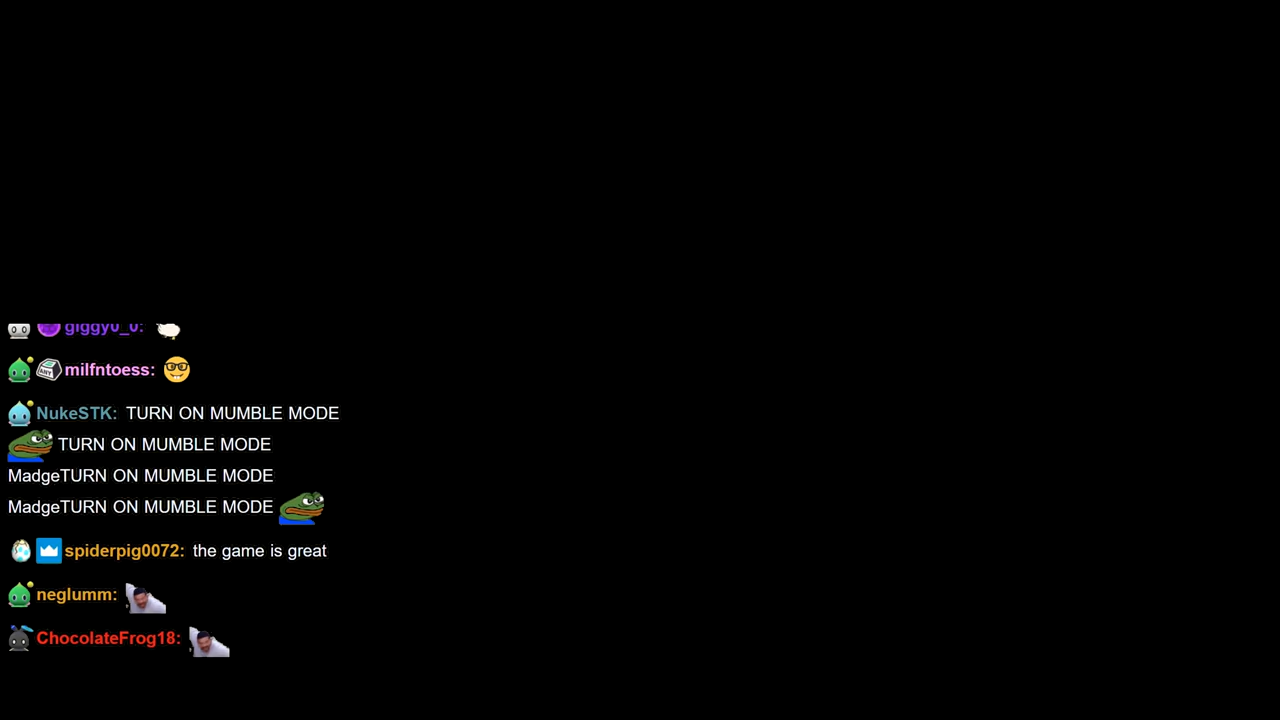 giggy0_0:
milfntoess:
NukeSTK: TURN ON MUMBLE MODE
TURN ON MUMBLE MODE
MadgeTURN ON MUMBLE MODE
MadgeTURN ON MUMBLE MODE
spiderpig0072: the game is great
neglumm:
ChocolateFrog18: